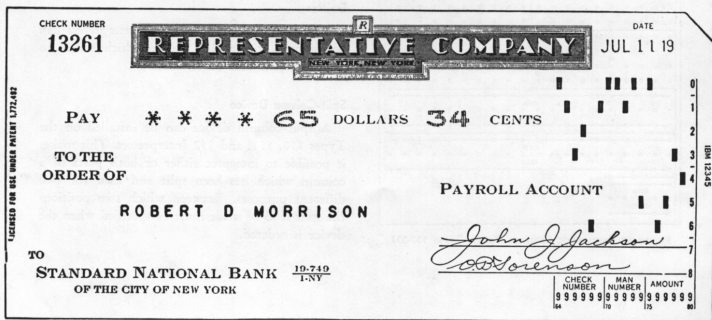 CHECK NUMBER
13261
R
REPRESENTATIVE COMPANY
NEW YORK, NEW YORK
DATE
JUL 11 19
LICENSED FOR USE UNDER PATENT 1,772,492
PAY **** 65 DOLLARS 34 CENTS
TO THE
ORDER OF
ROBERT D MORRISON
PAYROLL ACCOUNT
John J Jackson
O.D. Sorenson
TO
STANDARD NATIONAL BANK 19-749
1-NY
OF THE CITY OF NEW YORK
0
1
2
3
4
5
6
7
8
IBM 12345
CHECK NUMBER
MAN NUMBER
AMOUNT
9 9 9 9 9 9 9 9 9 9 9 9 9 9 9 9 9
64 70 75 80